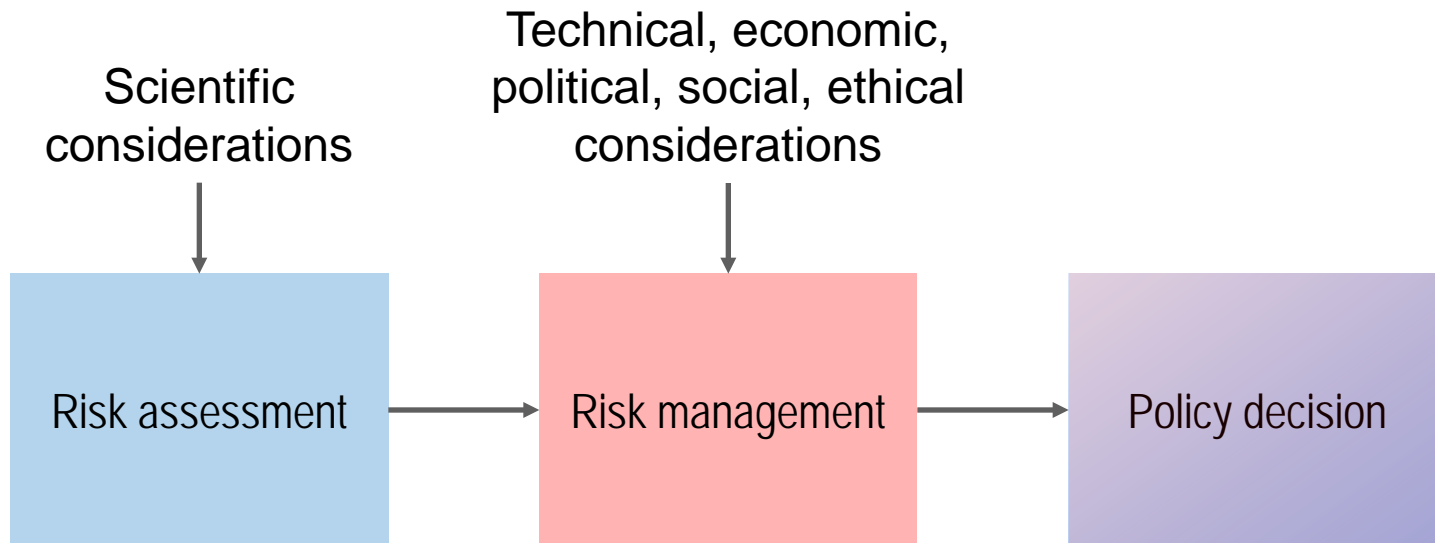 Scientific
considerations
Technical, economic,
political, social, ethical
considerations
Risk assessment
Risk management
Policy decision